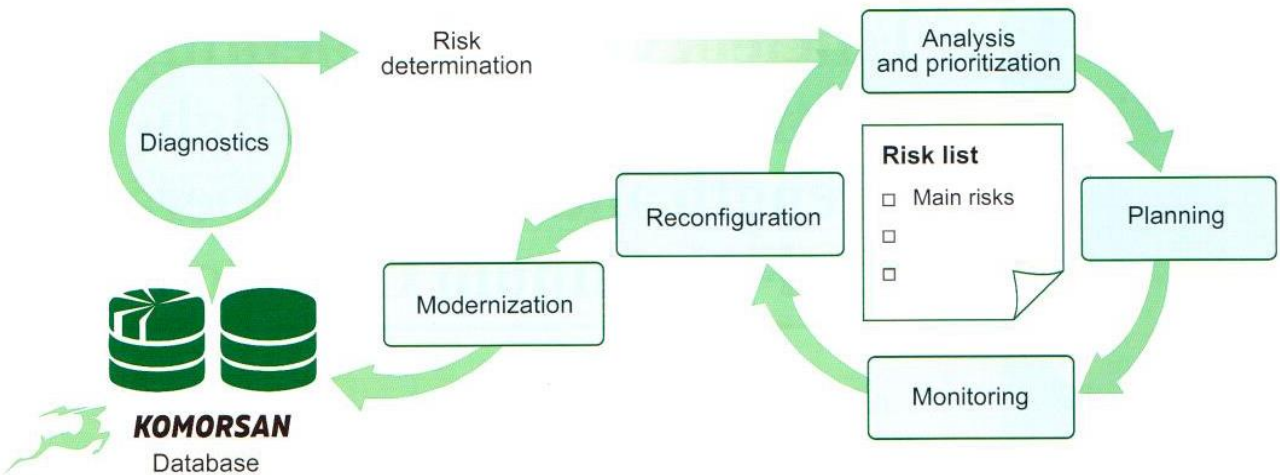 Risk
determination
Analysis
and prioritization
Diagnostics
Risk list
Main risks
Reconfiguration
Planning
Modernization
Monitoring
KOMORSAN
Database